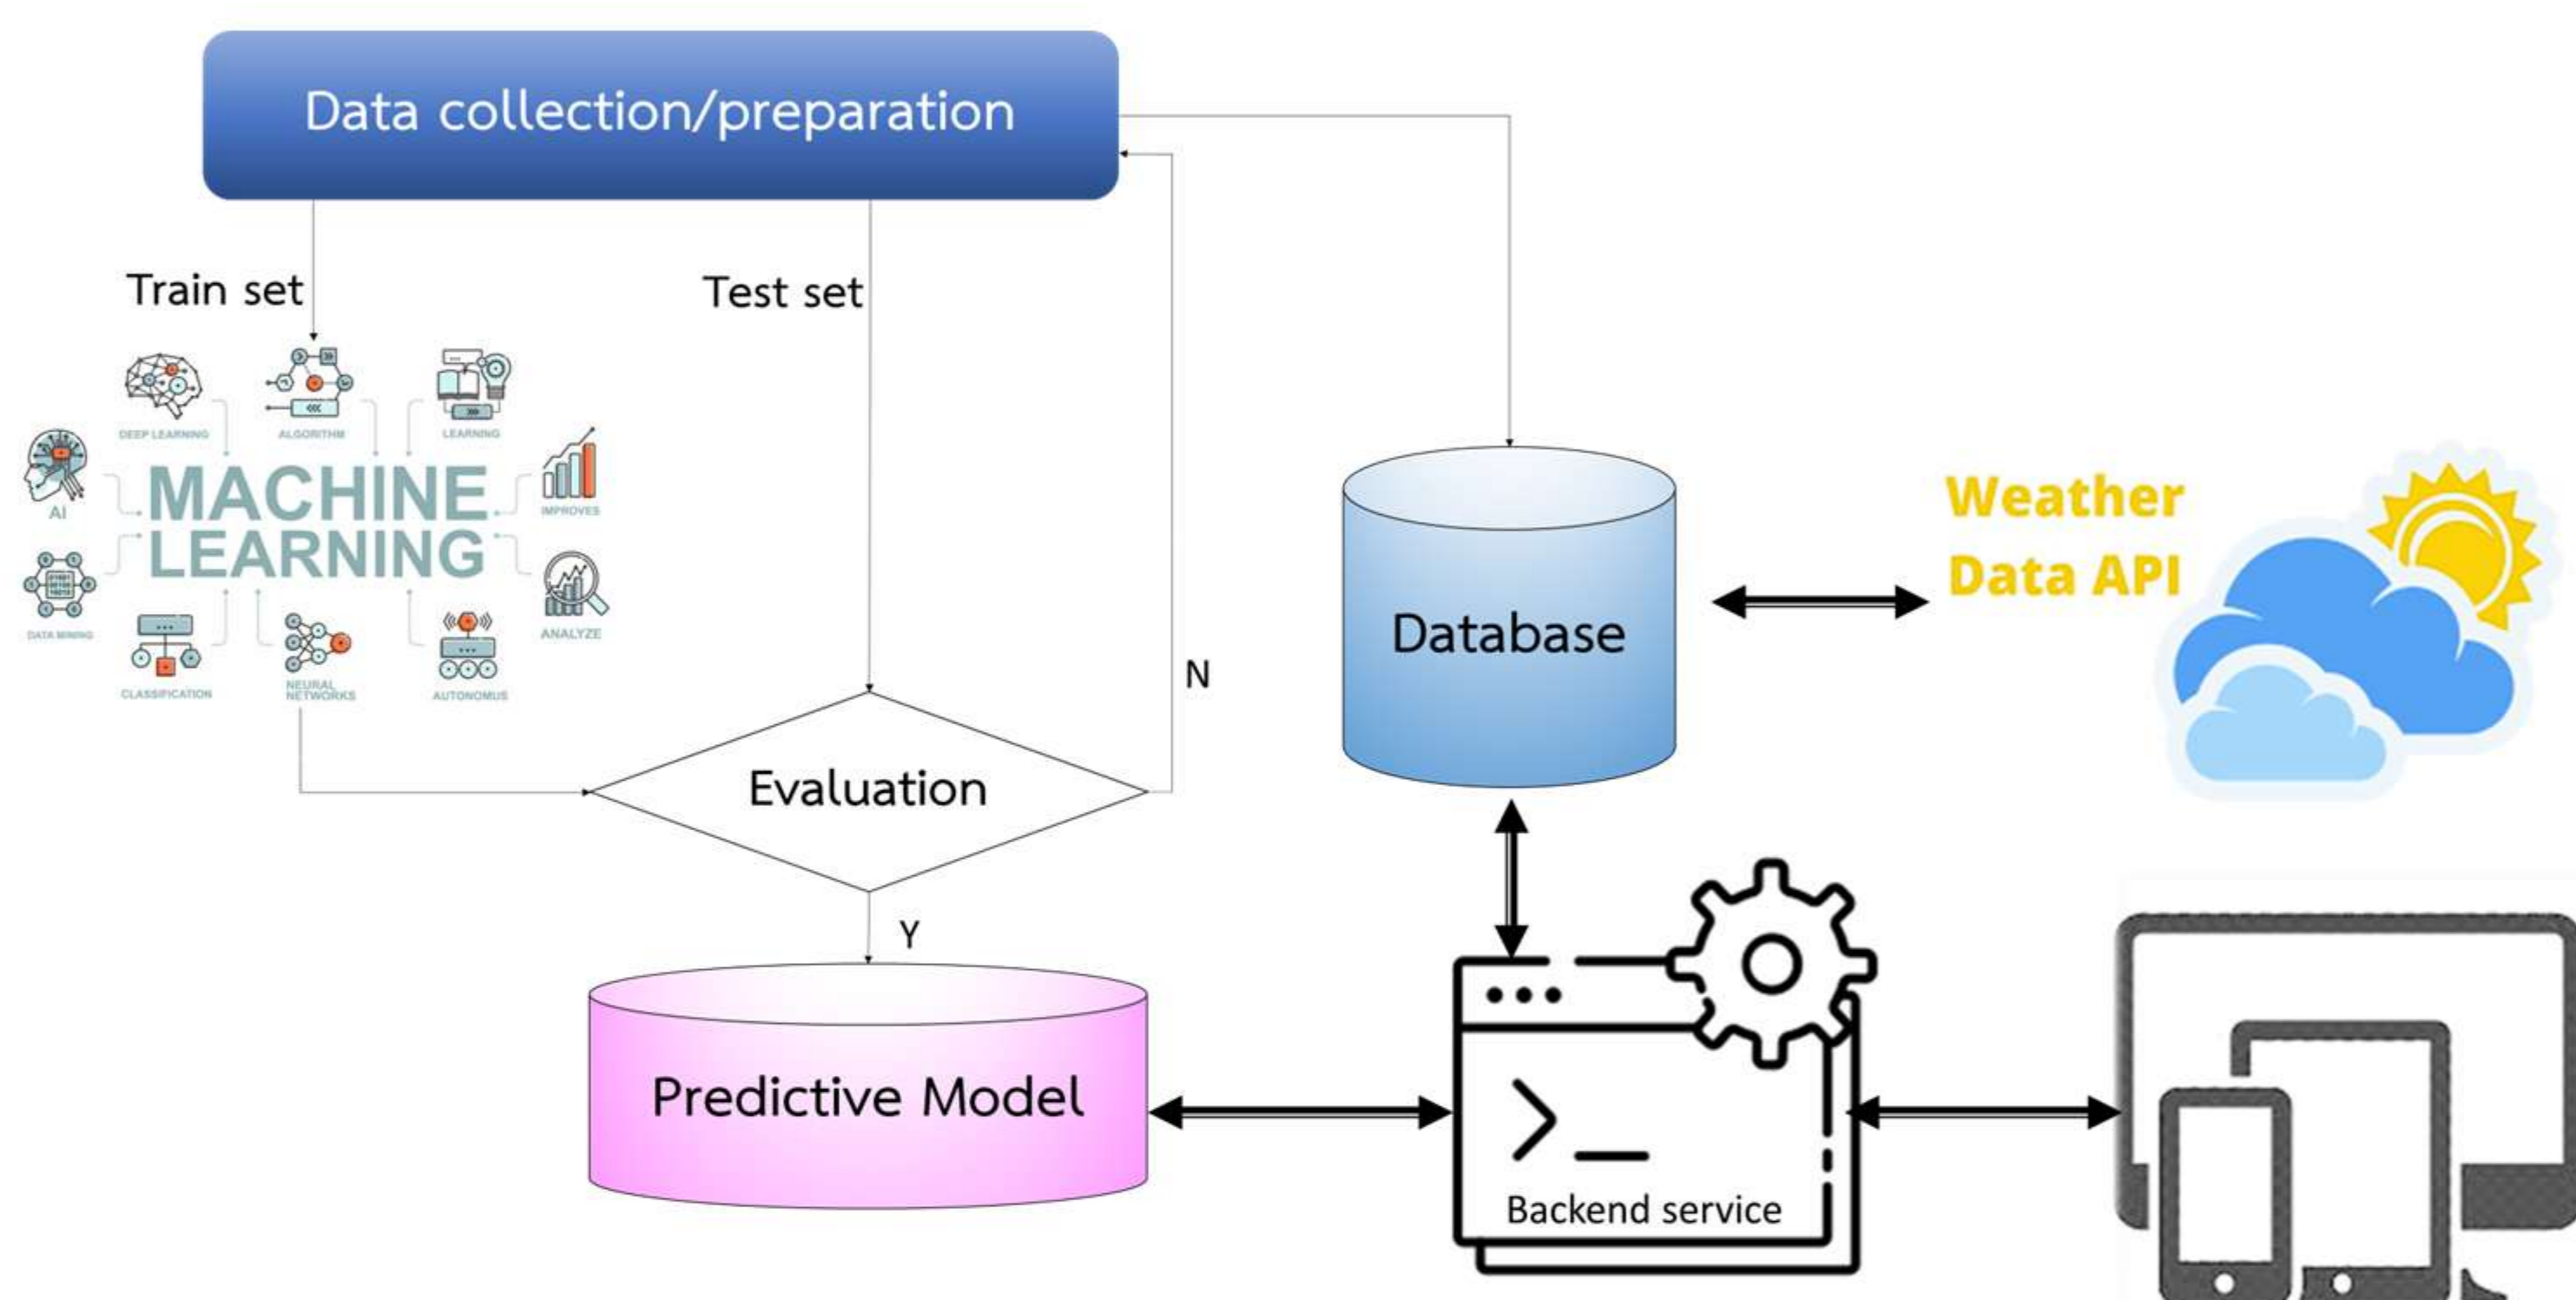 Data collection/preparation
Train set
Test set
DEEP LEARNING
ALGORITHM
LEARNING
AI
MACHINE
LEARNING
IMPROVES
DATA MINING
ANALYZE
CLASSIFICATION
NEURAL
NETWORKS
AUTONOMUS
Evaluation
N
Y
Predictive Model
Database
Weather
Data API
Backend service